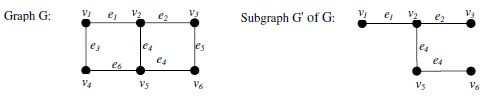 Graph G: v1 e1 v2 e2 v3 Subgraph G' of G: v1 e1 v2 e2 v3
e3 e4 e5 e4
e6 e4 e4
v4 v5 v6 v5 v6